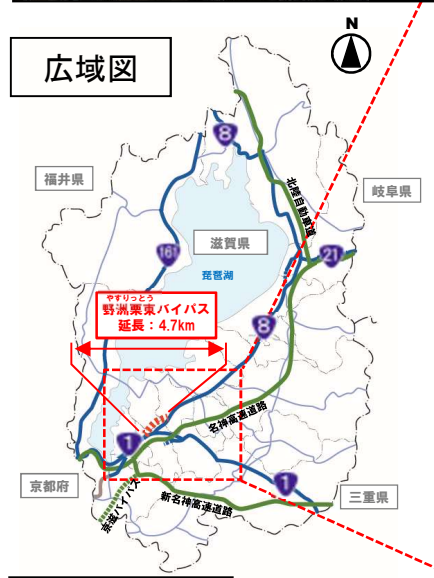 N
広域図
8
北陸自動車道
福井県
岐阜県
滋賀県
161
21
琵琶湖
やすりっとう
野洲栗東バイパス
延長：4.7km
8
名神高速道路
1
京都府
1
三重県
京滋バイパス
新名神高速道路